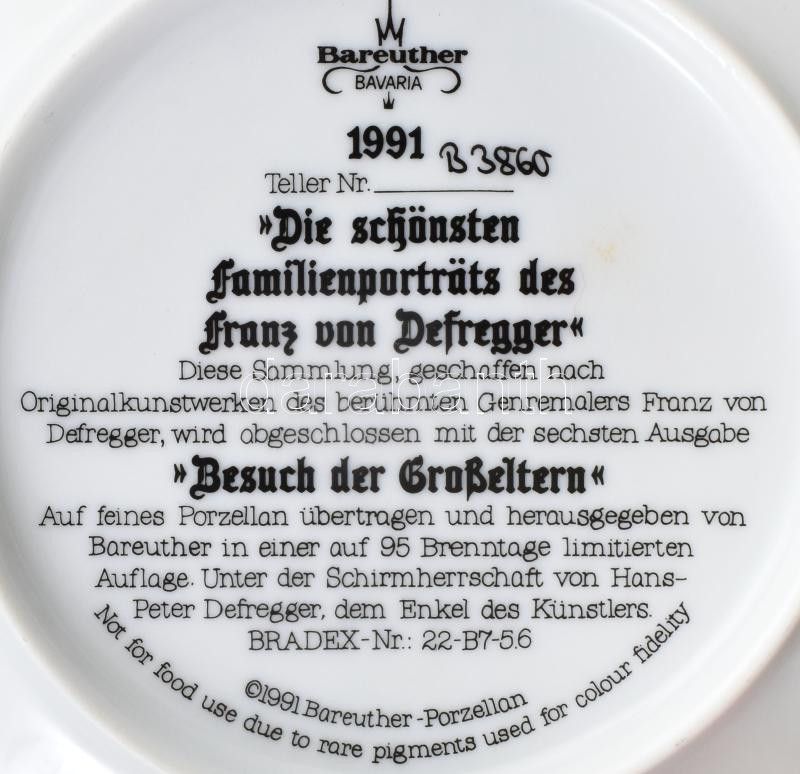 Bareuther
BAVARIA
1991
B 3860
Teller Nr.
»Die schönsten
Familienporträts des
Franz von Defregger«
Diese Sammlung, geschaffen nach
Originalkunstwerken des berühmten Genremalers Franz von
Defregger, wird abgeschlossen mit der sechsten Ausgabe
»Besuch der Großeltern«
Auf feines Porzellan übertragen und herausgegeben von
Bareuther in einer auf 95 Brenntage limitierten
Auflage. Unter der Schirmherrschaft von Hans-
Peter Defregger, dem Enkel des Künstlers.
BRADEX-Nr.: 22-B7-5.6
©1991 Bareuther-Porzellan
Not for food use due to rare pigments used for colour fidelity
darabanth